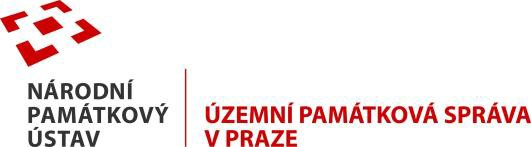 NÁRODNÍ
PAMÁTKOVÝ
ÚSTAV
ÚZEMNÍ PAMÁTKOVÁ SPRÁVA
V PRAZE